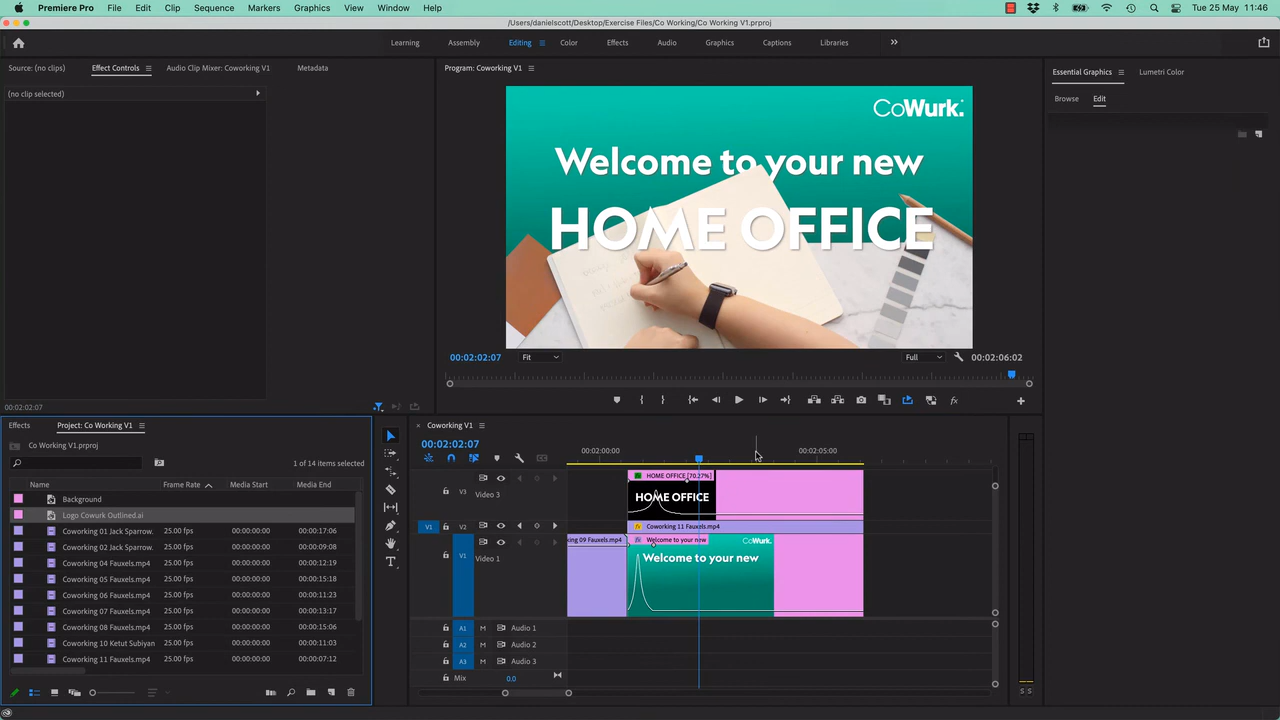 Premiere Pro File Edit Clip Sequence Markers Graphics View Window Help Tue 25 May 11:46
/Users/danielscott/Desktop/Exercise Files/Co Working/Co Working V1.prproj
Learning Assembly Editing Color Effects Audio Graphics Captions Libraries
Source: (no clips) Effect Controls Audio Clip Mixer: Coworking V1 Metadata Program: Coworking V1 Essential Graphics Lumetri Color
(no clip selected) Browse Edit
CoWurk.
Welcome to your new
HOME OFFICE
00:02:02:07 Fit Full 00:02:06:02
00:02:02:07
Effects Project: Co Working V1 Coworking V1
Co Working V1.prproj 00:02:02:07
1 of 14 items selected 00:02:00:00 00:02:05:00
Name Frame Rate Media Start Media End
Background
Logo Cowurk Outlined.ai
Coworking 01 Jack Sparrow. 25.00 fps 00:00:00:00 00:00:17:06
Coworking 02 Jack Sparrow. 25.00 fps 00:00:00:00 00:00:09:08
Coworking 04 Fauxels.mp4 25.00 fps 00:00:00:00 00:00:12:19
Coworking 05 Fauxels.mp4 25.00 fps 00:00:00:00 00:00:15:18
Coworking 06 Fauxels.mp4 25.00 fps 00:00:00:00 00:00:11:23
Coworking 07 Fauxels.mp4 25.00 fps 00:00:00:00 00:00:13:17
Coworking 08 Fauxels.mp4 25.00 fps 00:00:00:00 00:00:15:06
Coworking 10 Ketut Subiyan 25.00 fps 00:00:00:00 00:00:11:03
Coworking 11 Fauxels.mp4 25.00 fps 00:00:00:00 00:00:07:12
V3 Video 3 HOME OFFICE [70.27%]
HOME OFFICE
V1 V2 Coworking 11 Fauxels.mp4
king 09 Fauxels.mp4 Welcome to your new CoWurk.
V1 Video 1 Welcome to your new
A1 M Audio 1
A2 M Audio 2
A3 M Audio 3
Mix 0.0
S S